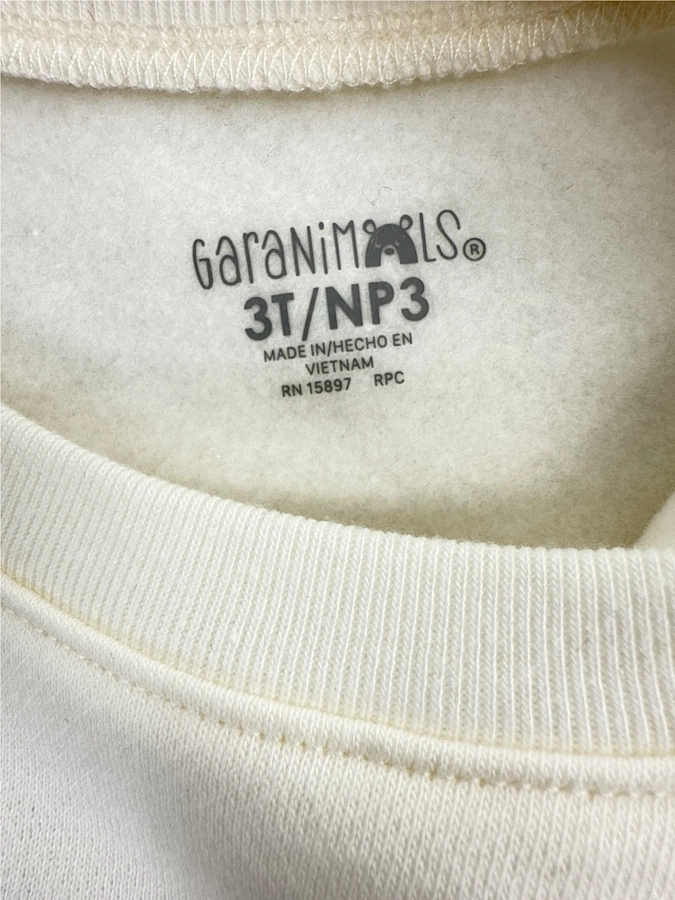 GaraNiMALS®
3T/NP3
MADE IN/HECHO EN
VIETNAM
RN 15897 RPC